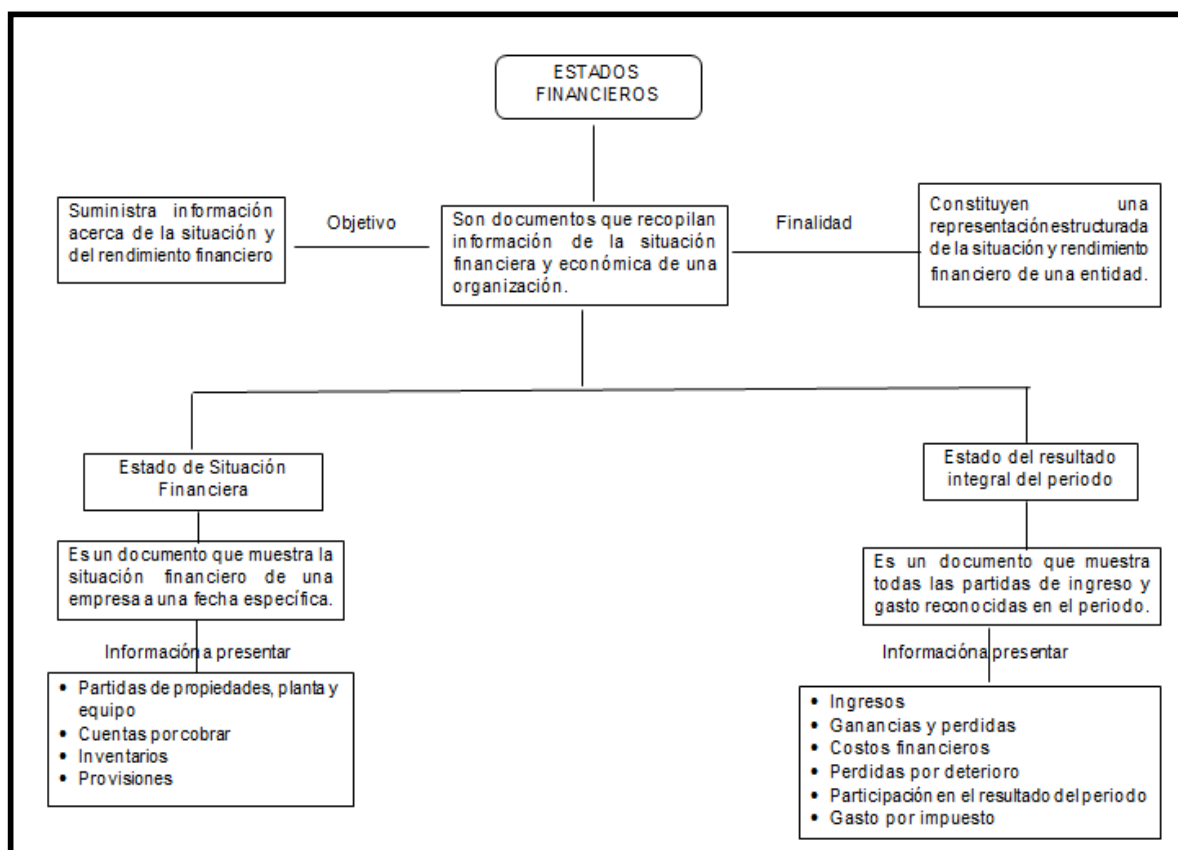 ESTADOS
FINANCIEROS
Suministra información
acerca de la situación y
del rendimiento financiero
Objetivo
Son documentos que recopilan
información de la situación
financiera y económica de una
organización.
Finalidad
Constituyen una
representación estructurada
de la situación y rendimiento
financiero de una entidad.
Estado de Situación
Financiera
Estado del resultado
integral del periodo
Es un documento que muestra la
situación financiero de una
empresa a una fecha específica.
Es un documento que muestra
todas las partidas de ingreso y
gasto reconocidas en el periodo.
Información a presentar
Información a presentar
• Partidas de propiedades, planta y
equipo
• Cuentas por cobrar
• Inventarios
• Provisiones
• Ingresos
• Ganancias y perdidas
• Costos financieros
• Perdidas por deterioro
• Participación en el resultado del periodo
• Gasto por impuesto